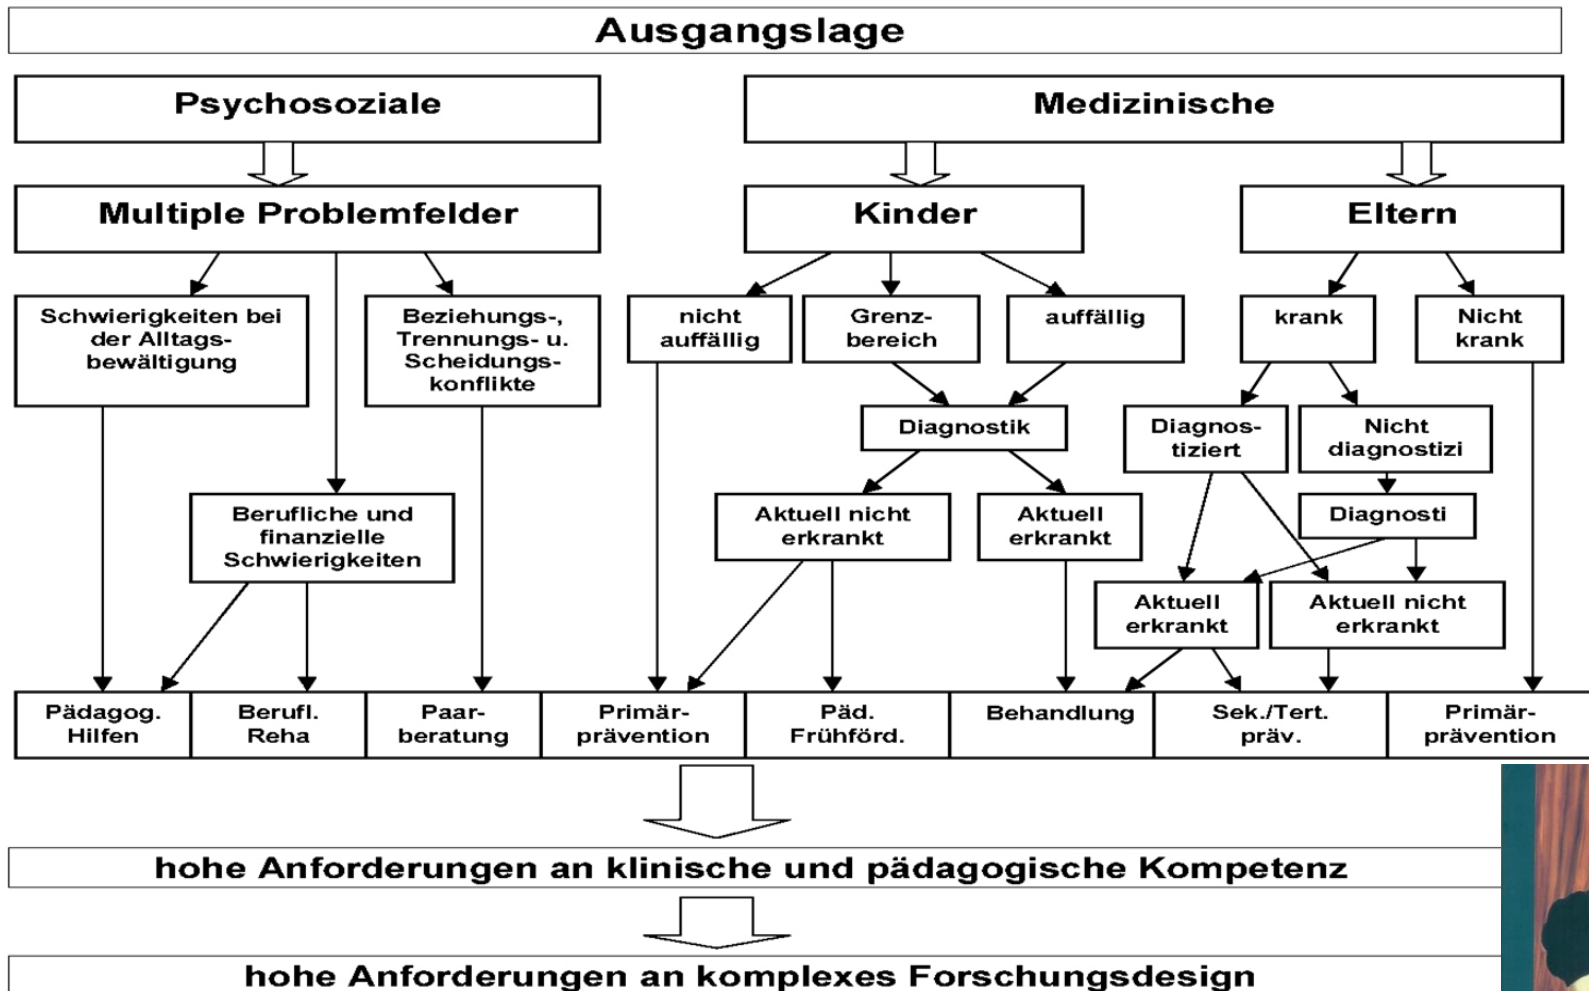 Ausgangslage
Psychosoziale
Medizinische
Multiple Problemfelder
Kinder
Eltern
Schwierigkeiten bei
der Alltags-
bewältigung
Beziehungs-,
Trennungs- u.
Scheidungs-
konflikte
nicht
auffällig
Grenz-
bereich
auffällig
krank
Nicht
krank
Diagnostik
Diagnos-
tiziert
Nicht
diagnostizi
Berufliche und
finanzielle
Schwierigkeiten
Aktuell nicht
erkrankt
Aktuell
erkrankt
Diagnosti
Aktuell
erkrankt
Aktuell nicht
erkrankt
Pädagog.
Hilfen
Berufl.
Reha
Paar-
beratung
Primär-
prävention
Päd.
Frühförd.
Behandlung
Sek./Tert.
präv.
Primär-
prävention
hohe Anforderungen an klinische und pädagogische Kompetenz
hohe Anforderungen an komplexes Forschungsdesign